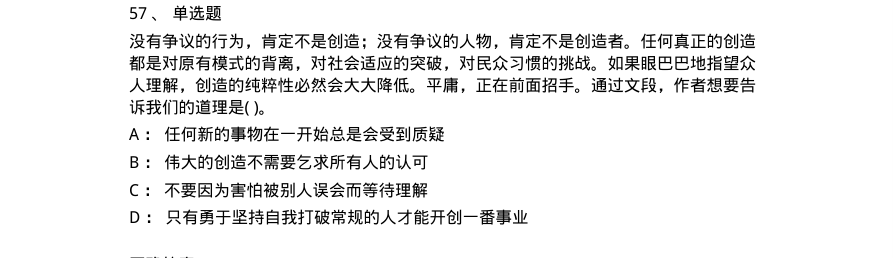 57 、 单选题
没有争议的行为，肯定不是创造；没有争议的人物，肯定不是创造者。任何真正的创造
都是对原有模式的背离，对社会适应的突破，对民众习惯的挑战。如果眼巴巴地指望众
人理解，创造的纯粹性必然会大大降低。平庸，正在前面招手。通过文段，作者想要告
诉我们的道理是( )。
A ： 任何新的事物在一开始总是会受到质疑
B ： 伟大的创造不需要乞求所有人的认可
C ： 不要因为害怕被别人误会而等待理解
D ： 只有勇于坚持自我打破常规的人才能开创一番事业